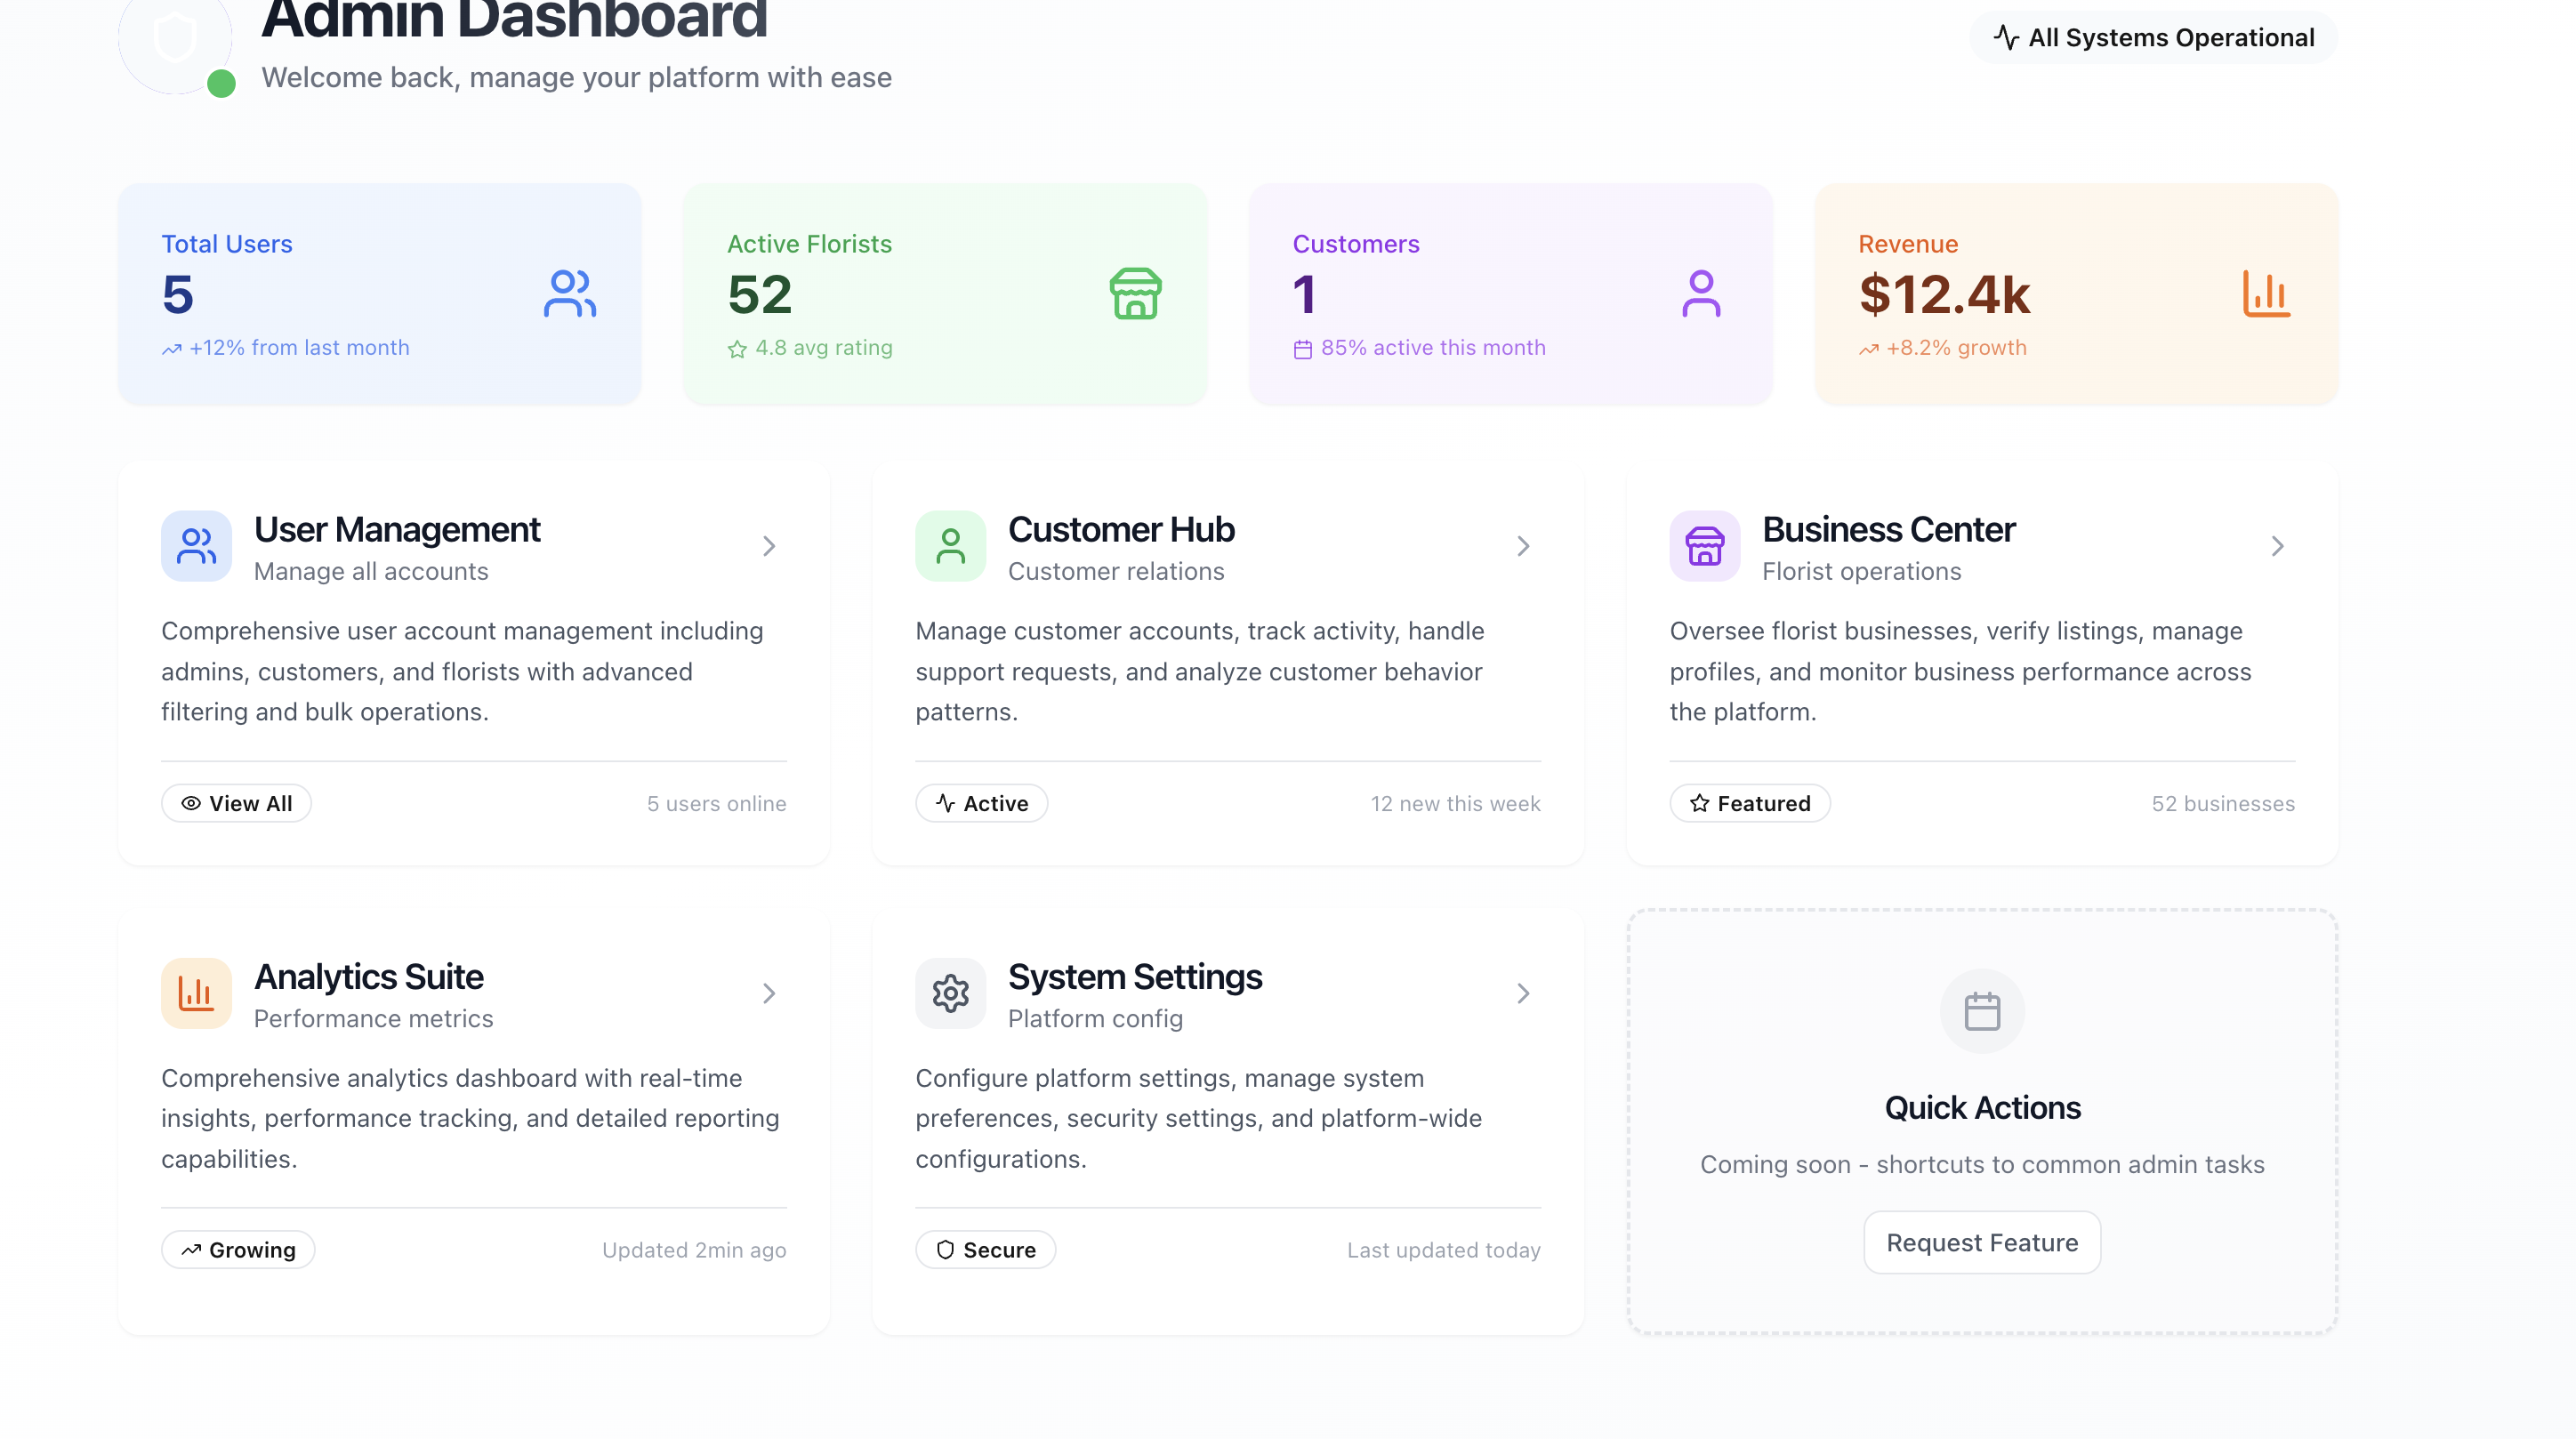 Admin Dashboard
Welcome back, manage your platform with ease
All Systems Operational
Total Users
5
+12% from last month
Active Florists
52
4.8 avg rating
Customers
1
85% active this month
Revenue
$12.4k
+8.2% growth
User Management
Manage all accounts
Comprehensive user account management including
admins, customers, and florists with advanced
filtering and bulk operations.
View All
5 users online
Customer Hub
Customer relations
Manage customer accounts, track activity, handle
support requests, and analyze customer behavior
patterns.
Active
12 new this week
Business Center
Florist operations
Oversee florist businesses, verify listings, manage
profiles, and monitor business performance across
the platform.
Featured
52 businesses
Analytics Suite
Performance metrics
Comprehensive analytics dashboard with real-time
insights, performance tracking, and detailed reporting
capabilities.
Growing
Updated 2min ago
System Settings
Platform config
Configure platform settings, manage system
preferences, security settings, and platform-wide
configurations.
Secure
Last updated today
Quick Actions
Coming soon - shortcuts to common admin tasks
Request Feature